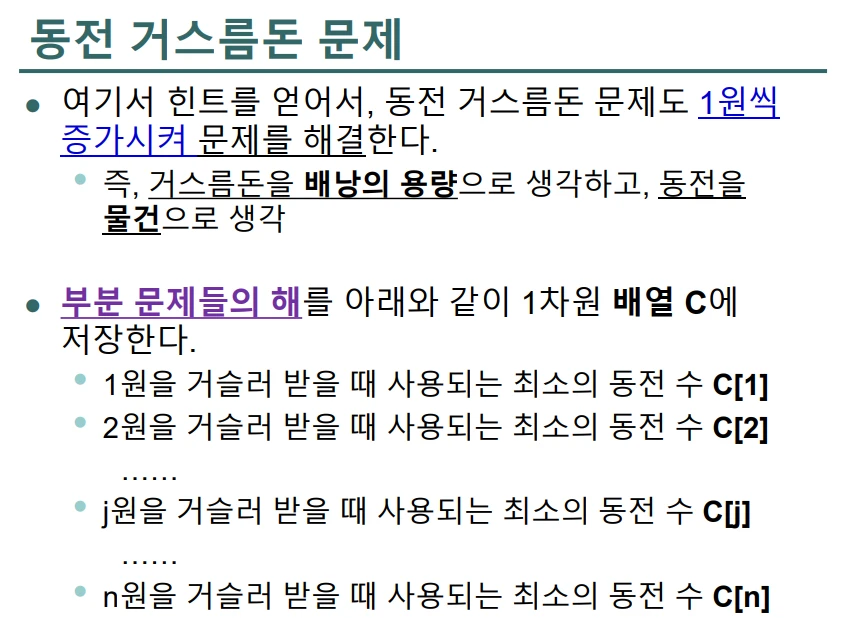 동전 거스름돈 문제
여기서 힌트를 얻어서, 동전 거스름돈 문제도 1원씩
증가시켜 문제를 해결한다.
즉, 거스름돈을 배낭의 용량으로 생각하고, 동전을
물건으로 생각
부분 문제들의 해를 아래와 같이 1차원 배열 C에
저장한다.
1원을 거슬러 받을 때 사용되는 최소의 동전 수 C[1]
2원을 거슬러 받을 때 사용되는 최소의 동전 수 C[2]
……
j원을 거슬러 받을 때 사용되는 최소의 동전 수 C[j]
……
n원을 거슬러 받을 때 사용되는 최소의 동전 수 C[n]